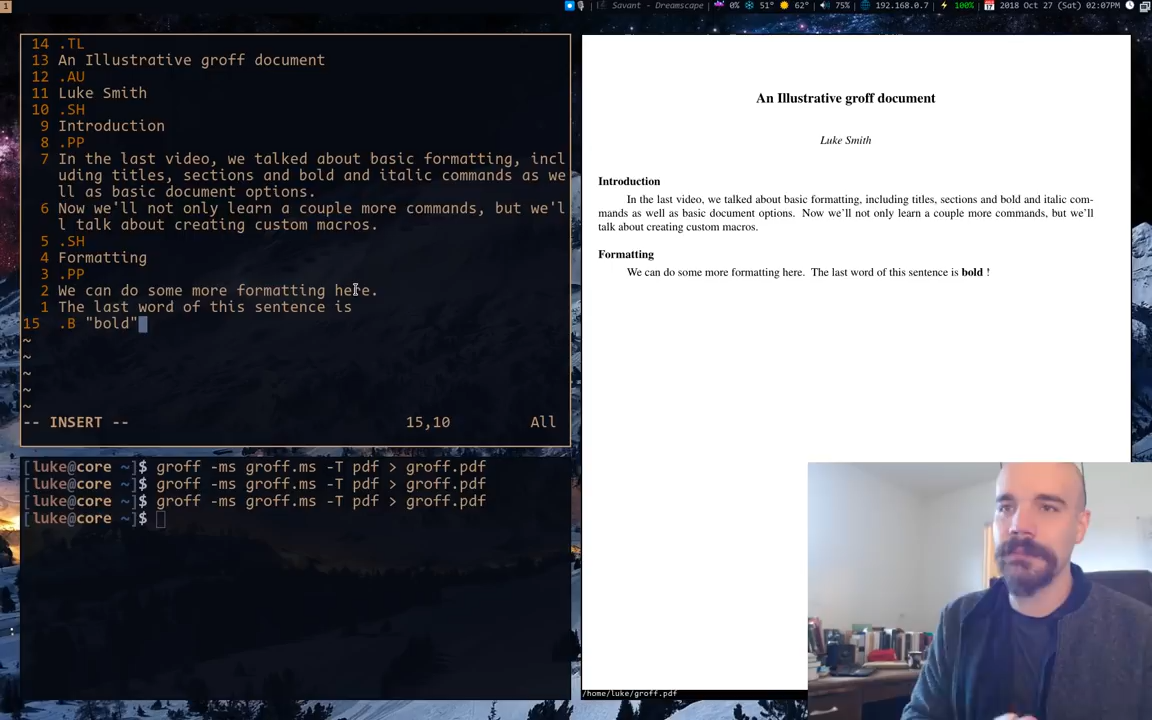 1 Savant - Dreamscape 0% 51° 62° 75% 192.168.0.7 100% 2018 Oct 27 (Sat) 02:07PM
14 .TL
13 An Illustrative groff document
12 .AU
11 Luke Smith
10 .SH
9 Introduction
8 .PP
7 In the last video, we talked about basic formatting, incl
uding titles, sections and bold and italic commands as we
ll as basic document options.
6 Now we'll not only learn a couple more commands, but we'l
l talk about creating custom macros.
5 .SH
4 Formatting
3 .PP
2 We can do some more formatting here.
1 The last word of this sentence is
15 .B "bold"
~
~
~
~
~
-- INSERT -- 15,10 All
[luke@core ~]$ groff -ms groff.ms -T pdf > groff.pdf
[luke@core ~]$ groff -ms groff.ms -T pdf > groff.pdf
[luke@core ~]$ groff -ms groff.ms -T pdf > groff.pdf
[luke@core ~]$
An Illustrative groff document
Luke Smith
Introduction
In the last video, we talked about basic formatting, including titles, sections and bold and italic com-
mands as well as basic document options. Now we'll not only learn a couple more commands, but we'll
talk about creating custom macros.
Formatting
We can do some more formatting here. The last word of this sentence is bold !
/home/luke/groff.pdf